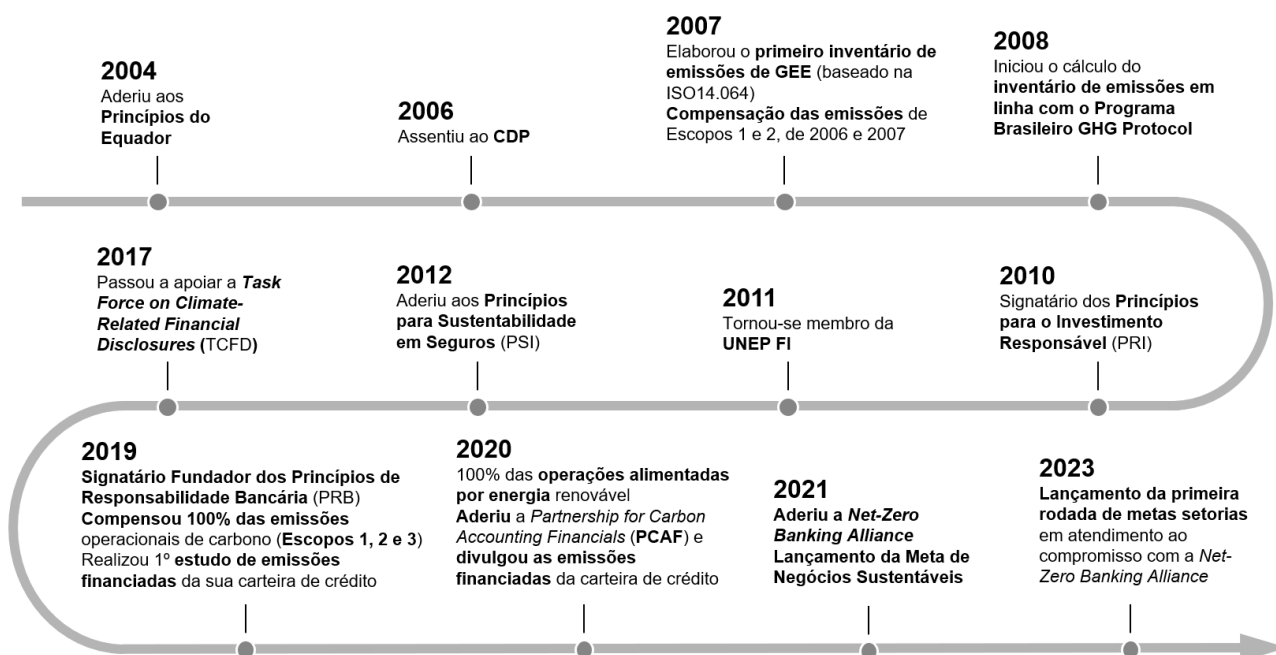 2004
Aderiu aos
Princípios do
Equador
2006
Assentiu ao CDP
2007
Elaborou o primeiro inventário de
emissões de GEE (baseado na
ISO14.064)
Compensação das emissões de
Escopos 1 e 2, de 2006 e 2007
2008
Iniciou o cálculo do
inventário de emissões em
linha com o Programa
Brasileiro GHG Protocol
2010
Signatário dos Princípios
para o Investimento
Responsável (PRI)
2011
Tornou-se membro da
UNEP FI
2012
Aderiu aos Princípios
para Sustentabilidade
em Seguros (PSI)
2017
Passou a apoiar a Task
Force on Climate-
Related Financial
Disclosures (TCFD)
2019
Signatário Fundador dos Princípios de
Responsabilidade Bancária (PRB)
Compensou 100% das emissões
operacionais de carbono (Escopos 1, 2 e 3)
Realizou 1º estudo de emissões
financiadas da sua carteira de crédito
2020
100% das operações alimentadas
por energia renovável
Aderiu a Partnership for Carbon
Accounting Financials (PCAF) e
divulgou as emissões
financiadas da carteira de crédito
2021
Aderiu a Net-Zero
Banking Alliance
Lançamento da Meta de
Negócios Sustentáveis
2023
Lançamento da primeira
rodada de metas setorias
em atendimento ao
compromisso com a Net-
Zero Banking Alliance